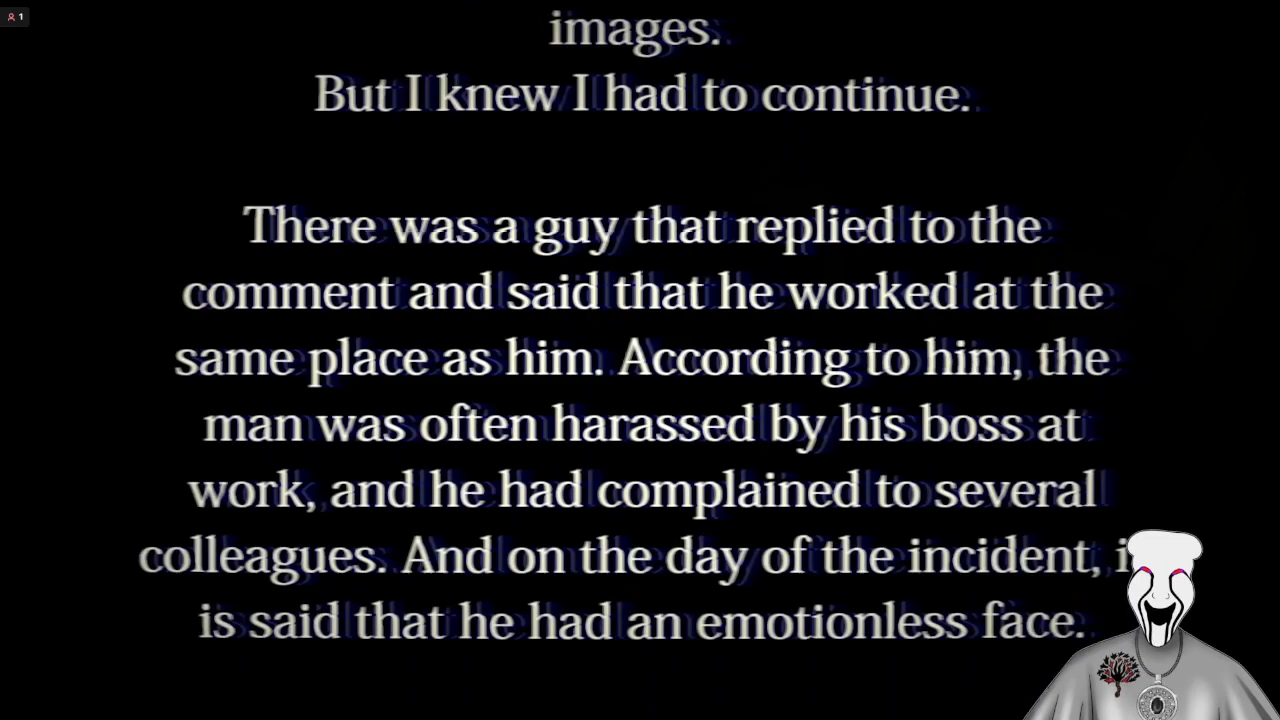 1
images.
But I knew I had to continue.
There was a guy that replied to the
comment and said that he worked at the
same place as him. According to him, the
man was often harassed by his boss at
work, and he had complained to several
colleagues. And on the day of the incident,
is said that he had an emotionless face.